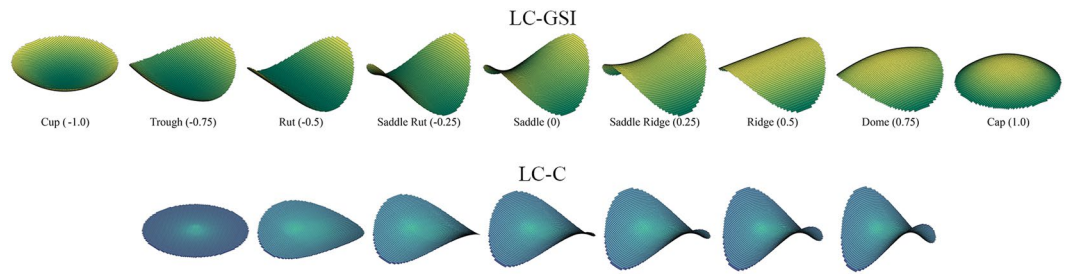 LC-GSI
Cup (-1.0) Trough (-0.75) Rut (-0.5) Saddle Rut (-0.25) Saddle (0) Saddle Ridge (0.25) Ridge (0.5) Dome (0.75) Cap (1.0)
LC-C